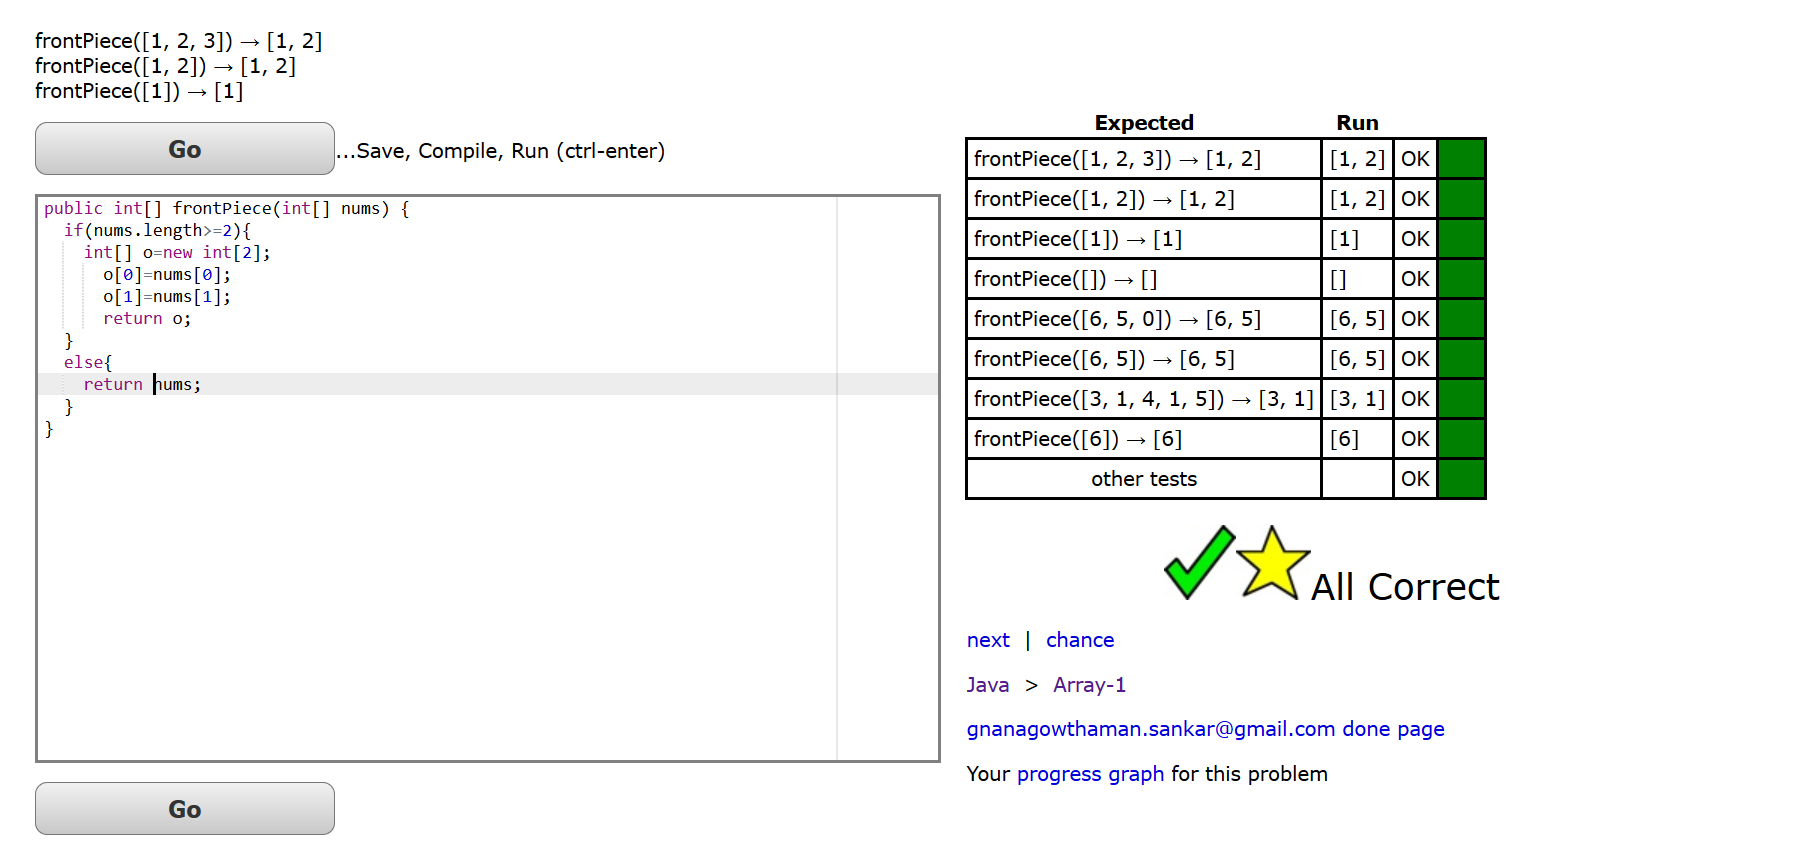 frontPiece([1, 2, 3]) → [1, 2]
frontPiece([1, 2]) → [1, 2]
frontPiece([1]) → [1]
Go
...Save, Compile, Run (ctrl-enter)
public int[] frontPiece(int[] nums) {
  if(nums.length>=2){
    int[] o=new int[2];
      o[0]=nums[0];
      o[1]=nums[1];
      return o;
  }
  else{
    return nums;
  }
}
Go
Expected Run
frontPiece([1, 2, 3]) → [1, 2] [1, 2] OK
frontPiece([1, 2]) → [1, 2] [1, 2] OK
frontPiece([1]) → [1] [1] OK
frontPiece([]) → [] [] OK
frontPiece([6, 5, 0]) → [6, 5] [6, 5] OK
frontPiece([6, 5]) → [6, 5] [6, 5] OK
frontPiece([3, 1, 4, 1, 5]) → [3, 1] [3, 1] OK
frontPiece([6]) → [6] [6] OK
other tests OK
All Correct
next | chance
Java > Array-1
gnanagowthaman.sankar@gmail.com done page
Your progress graph for this problem